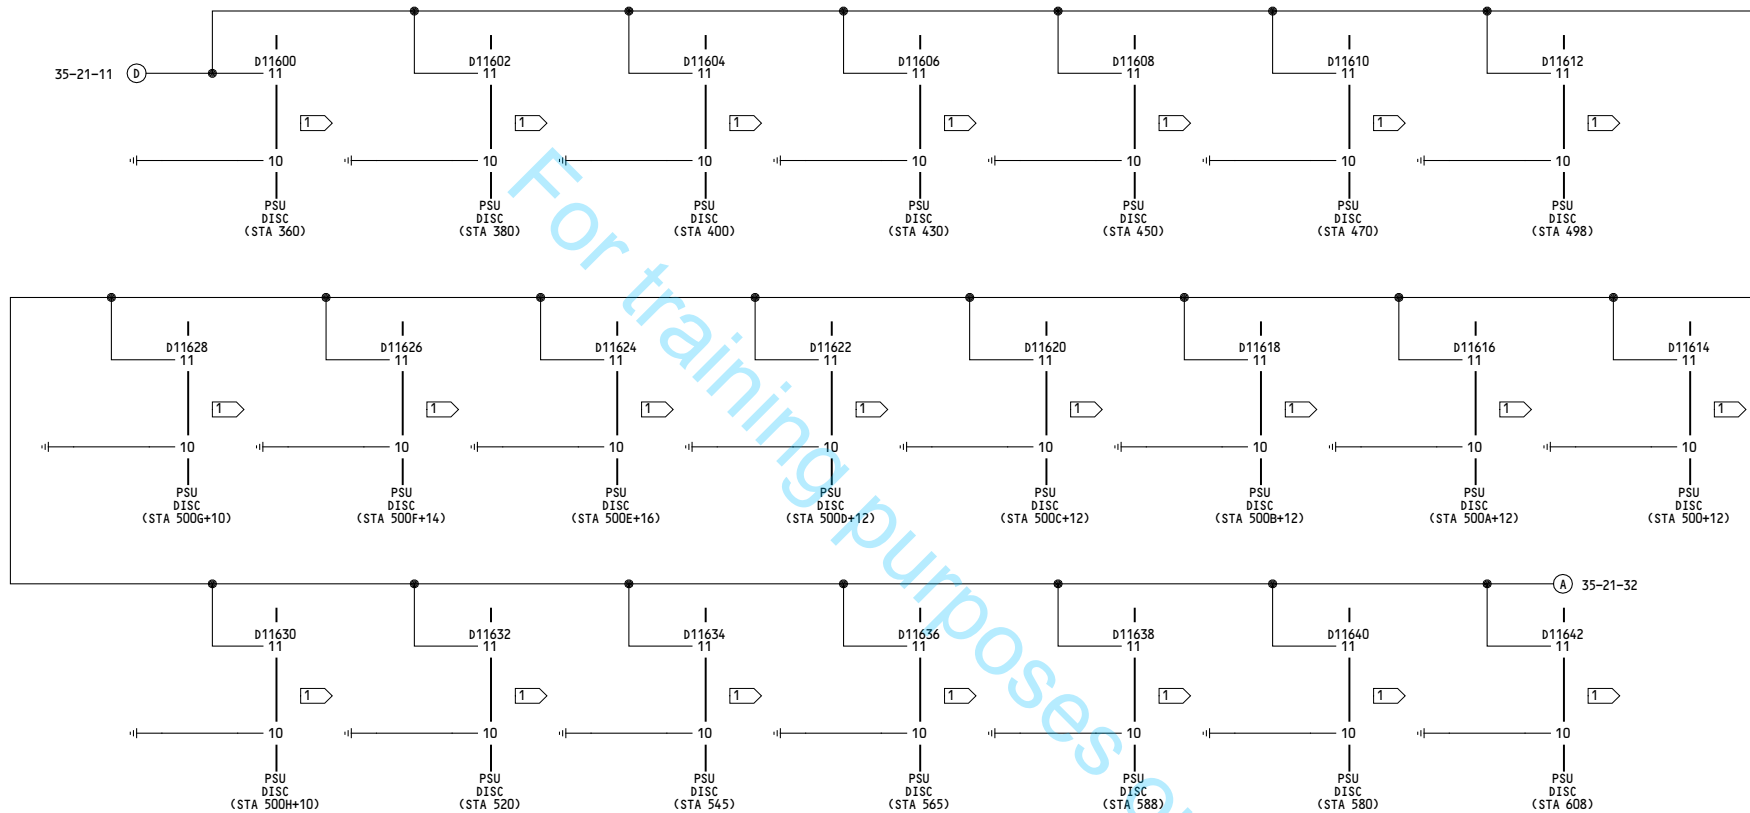 35-21-11 D
D11600 D11602 D11604 D11606 D11608 D11610 D11612
11 11 11 11 11 11 11
1 1 1 1 1 1 1
10 10 10 10 10 10 10
PSU PSU PSU PSU PSU PSU PSU
DISC DISC DISC DISC DISC DISC DISC
(STA 360) (STA 380) (STA 400) (STA 430) (STA 450) (STA 470) (STA 498)
D11628 D11626 D11624 D11622 D11620 D11618 D11616 D11614
11 11 11 11 11 11 11 11
1 1 1 1 1 1 1 1
10 10 10 10 10 10 10 10
PSU PSU PSU PSU PSU PSU PSU PSU
DISC DISC DISC DISC DISC DISC DISC DISC
(STA 500G+10) (STA 500F+14) (STA 500E+16) (STA 500D+12) (STA 500C+12) (STA 500B+12) (STA 500A+12) (STA 500+12)
A 35-21-32
D11630 D11632 D11634 D11636 D11638 D11640 D11642
11 11 11 11 11 11 11
1 1 1 1 1 1 1
10 10 10 10 10 10 10
PSU PSU PSU PSU PSU PSU PSU
DISC DISC DISC DISC DISC DISC DISC
(STA 500H+10) (STA 520) (STA 545) (STA 565) (STA 588) (STA 580) (STA 608)
For training purposes